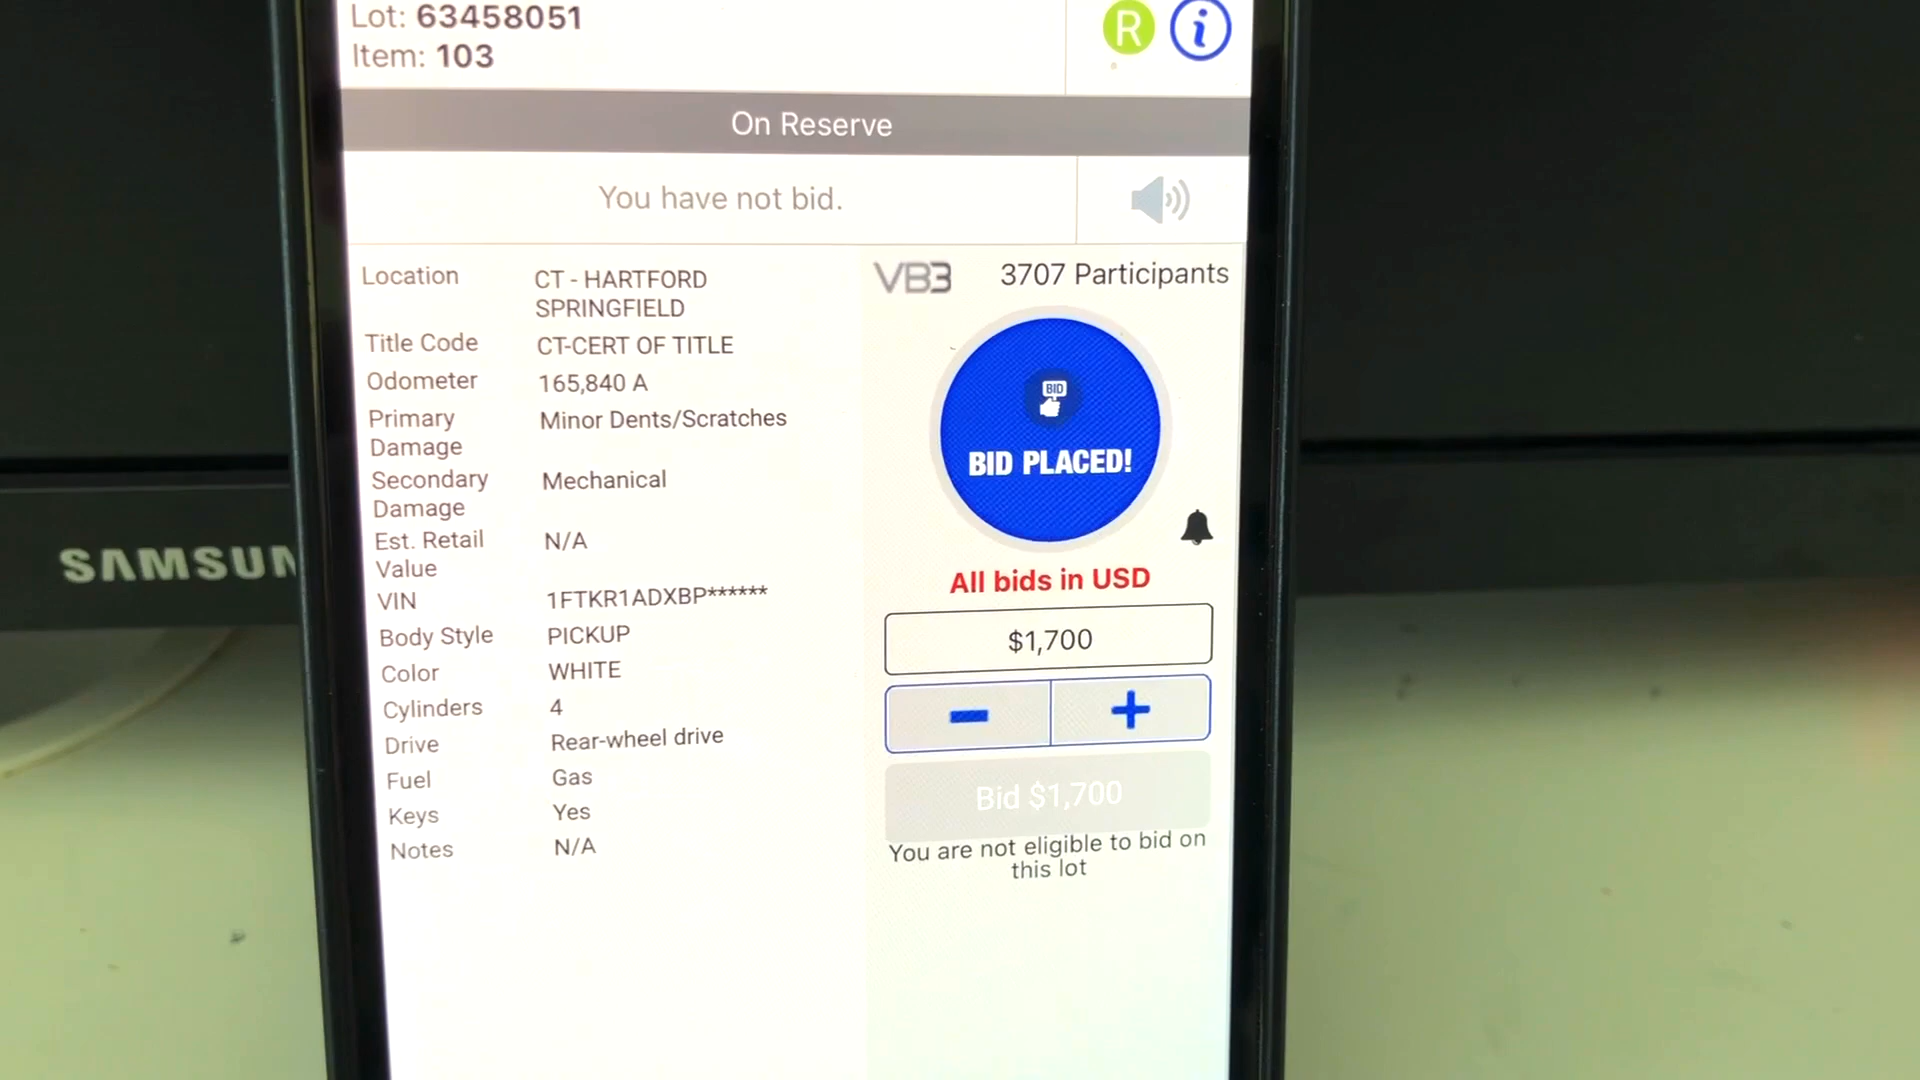 Lot: 63458051
Item: 103
R
i
On Reserve
You have not bid.
Location CT - HARTFORD
SPRINGFIELD
Title Code CT-CERT OF TITLE
Odometer 165,840 A
Primary
Damage Minor Dents/Scratches
Secondary
Damage Mechanical
Est. Retail
Value N/A
VIN 1FTKR1ADXBP******
Body Style PICKUP
Color WHITE
Cylinders 4
Drive Rear-wheel drive
Fuel Gas
Keys Yes
Notes N/A
VB3 3707 Participants
BID
BID PLACED!
All bids in USD
$1,700
Bid $1,700
You are not eligible to bid on
this lot
SAMSUN